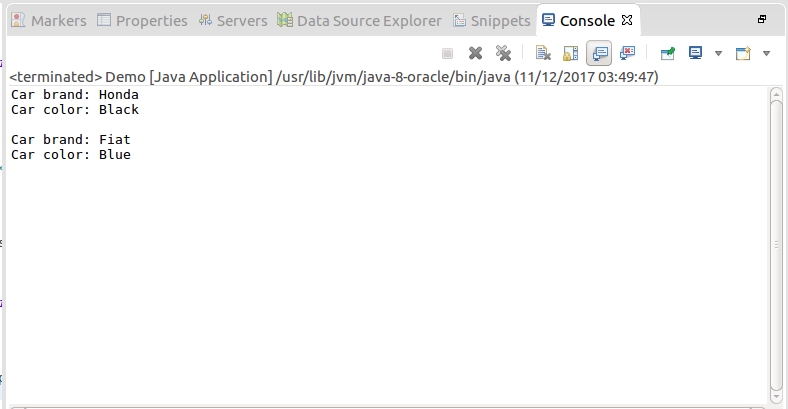 Markers Properties Servers Data Source Explorer Snippets Console
<terminated> Demo [Java Application] /usr/lib/jvm/java-8-oracle/bin/java (11/12/2017 03:49:47)
Car brand: Honda
Car color: Black
Car brand: Fiat
Car color: Blue